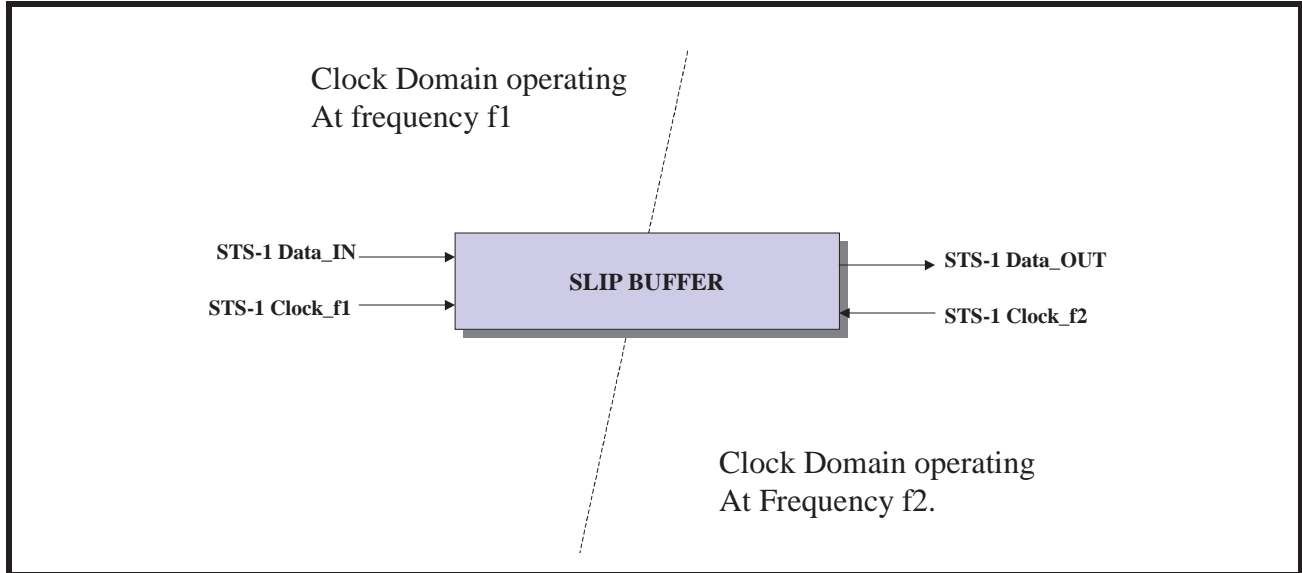 Clock Domain operating
At frequency f1
STS-1 Data_IN
STS-1 Clock_f1
SLIP BUFFER
STS-1 Data_OUT
STS-1 Clock_f2
Clock Domain operating
At Frequency f2.